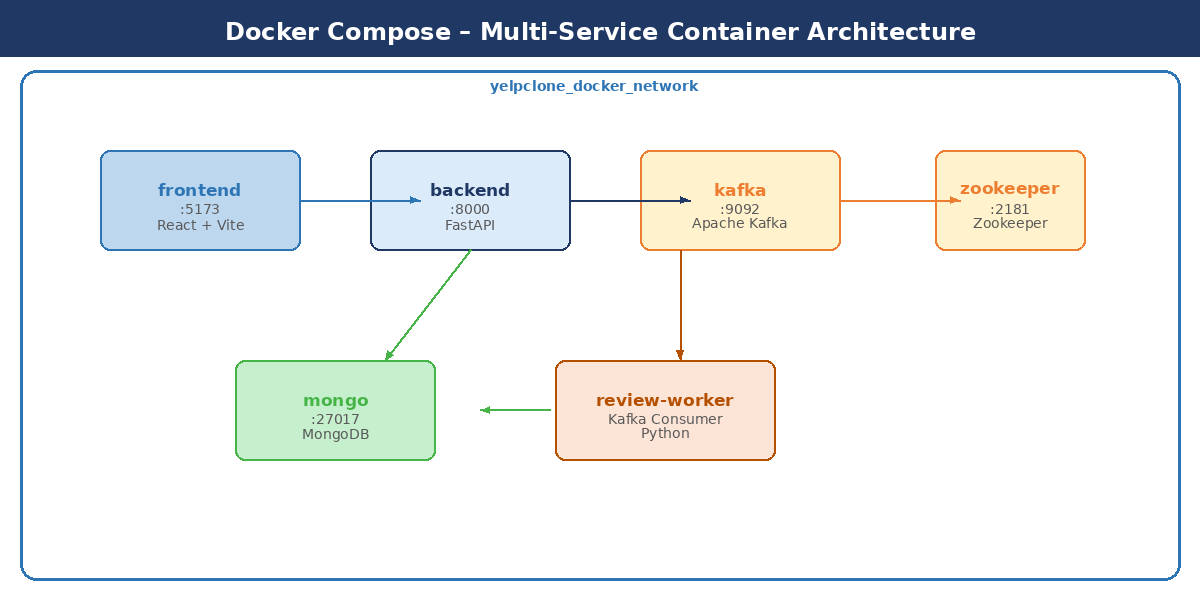 Docker Compose – Multi-Service Container Architecture
yelpclone_docker_network
frontend
:5173
React + Vite
backend
:8000
FastAPI
kafka
:9092
Apache Kafka
zookeeper
:2181
Zookeeper
mongo
:27017
MongoDB
review-worker
Kafka Consumer
Python